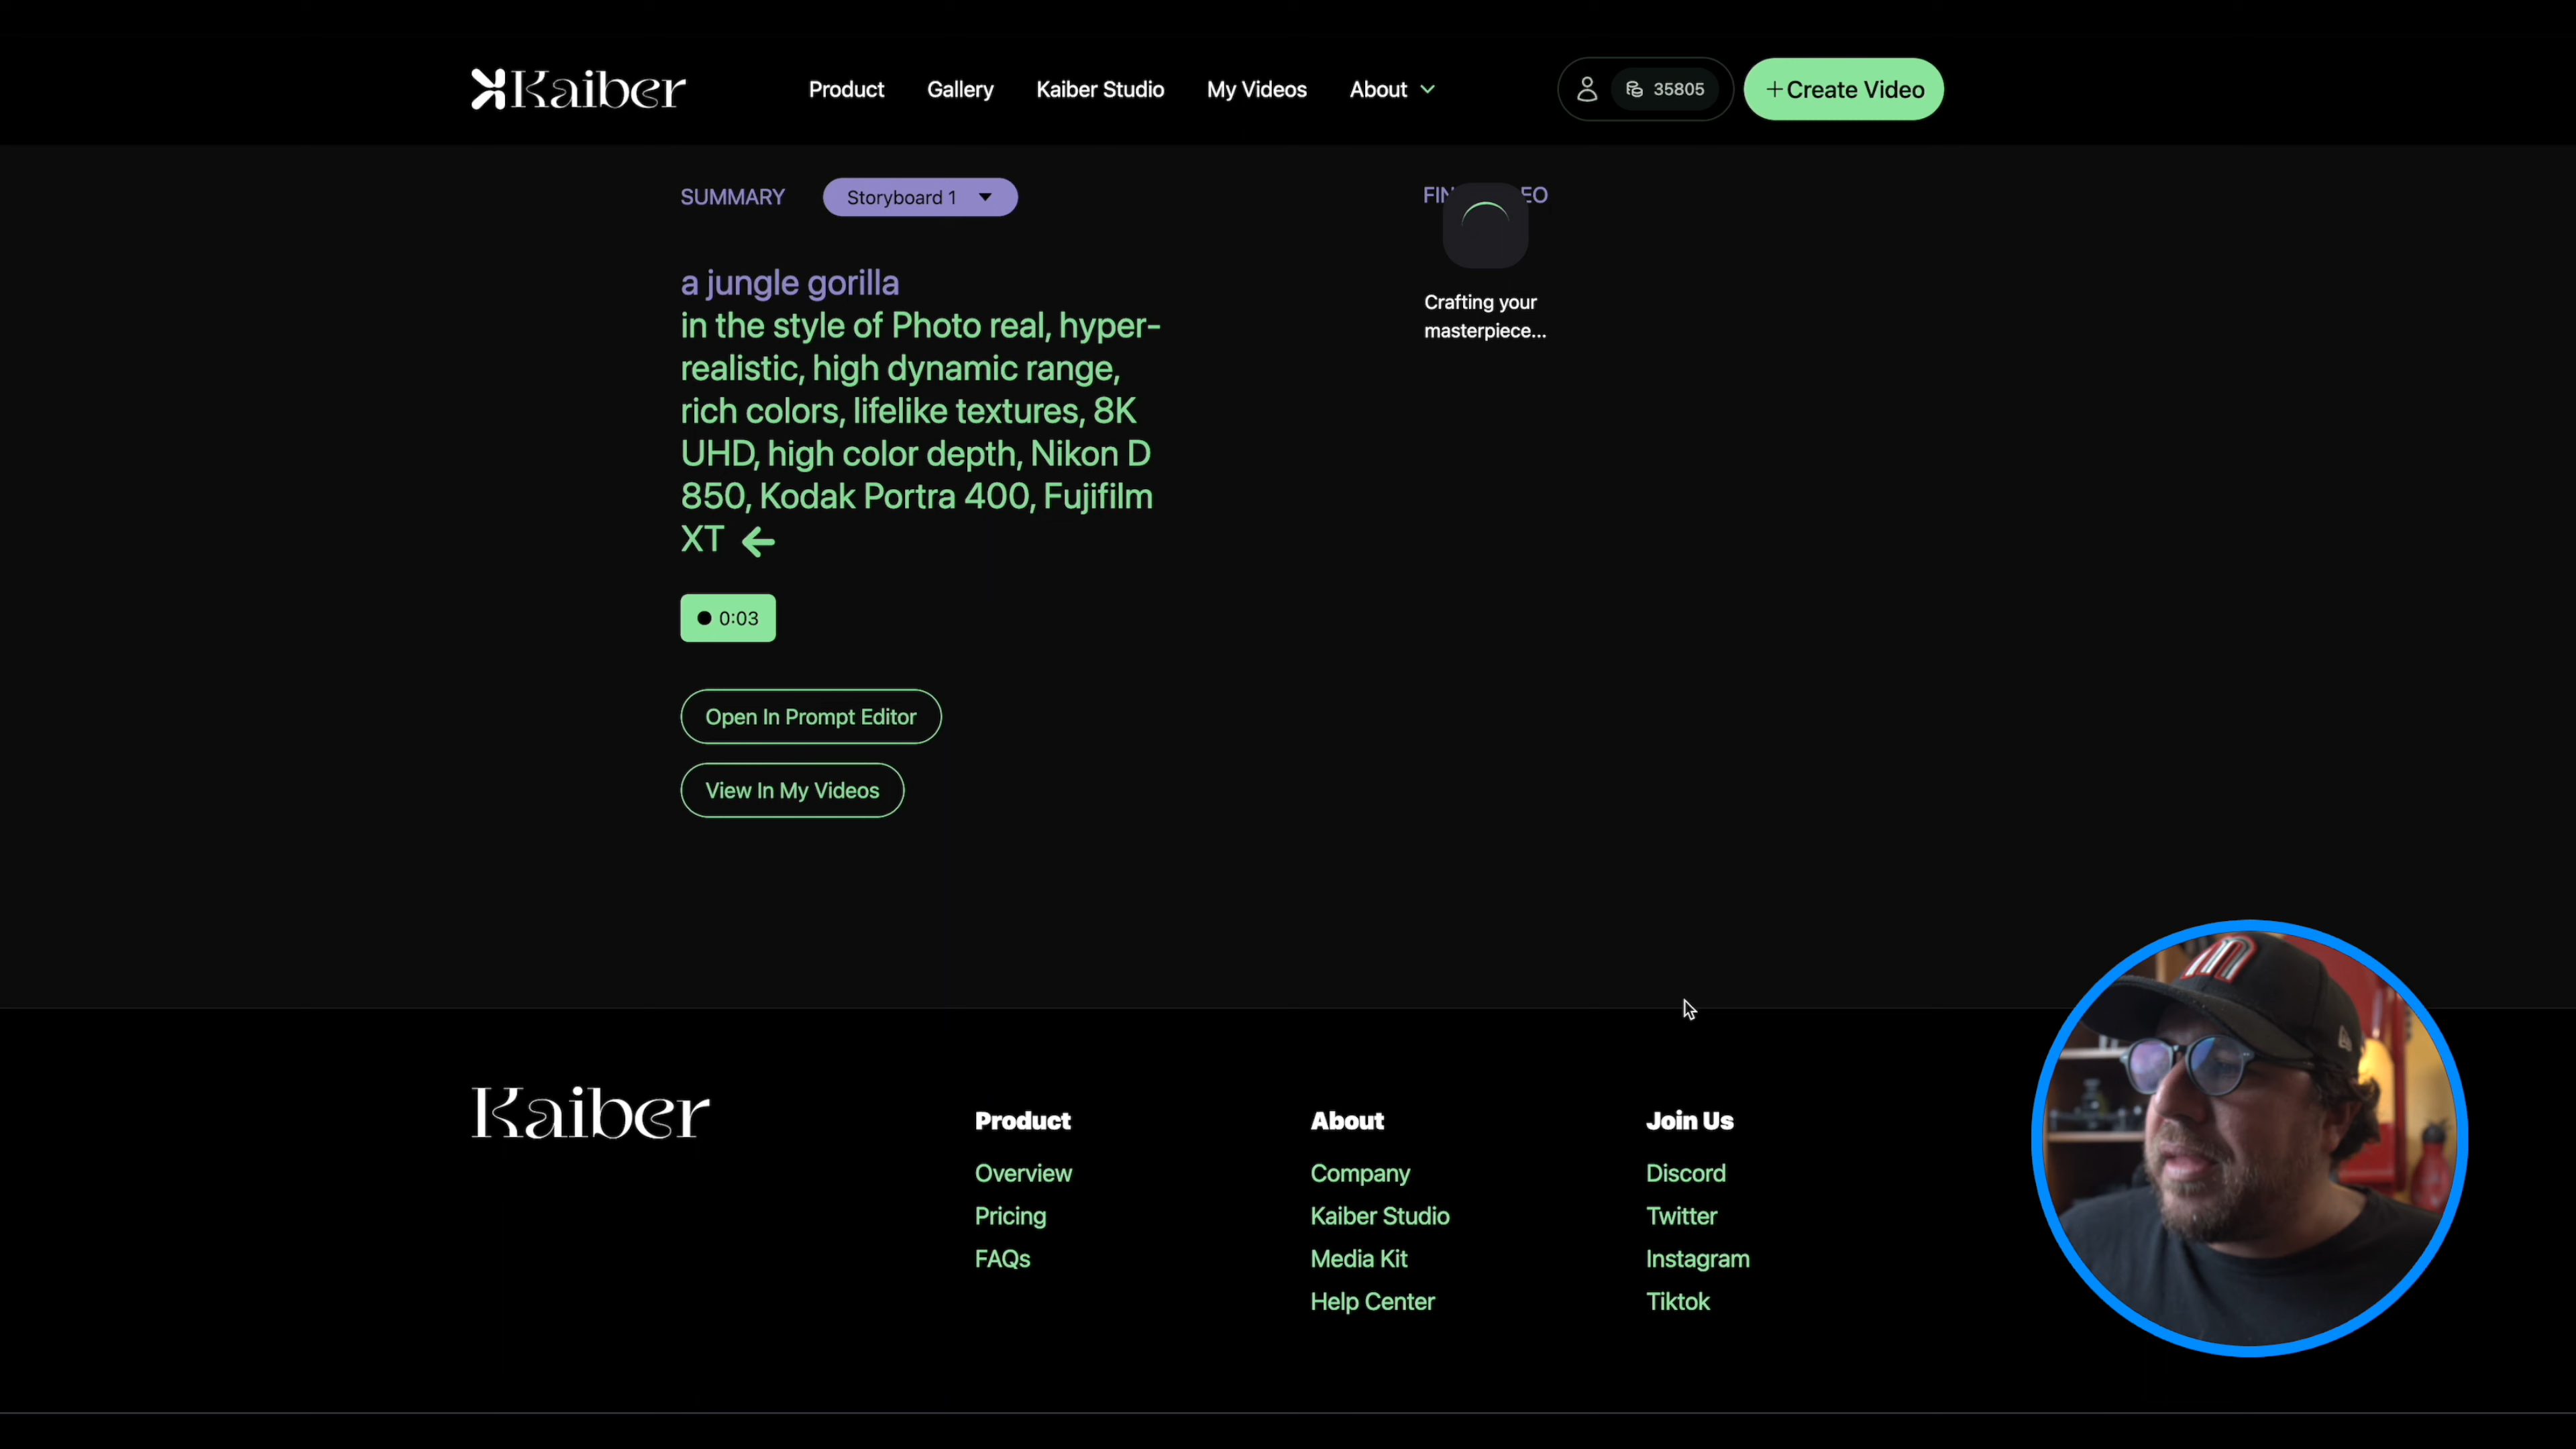 Kaiber
Product
Gallery
Kaiber Studio
My Videos
About
35805
+Create Video
SUMMARY
Storyboard 1
a jungle gorilla
in the style of Photo real, hyper-
realistic, high dynamic range,
rich colors, lifelike textures, 8K
UHD, high color depth, Nikon D
850, Kodak Portra 400, Fujifilm
XT
0:03
Open In Prompt Editor
View In My Videos
FIN EO
Crafting your
masterpiece...
Kaiber
Product
Overview
Pricing
FAQs
About
Company
Kaiber Studio
Media Kit
Help Center
Join Us
Discord
Twitter
Instagram
Tiktok